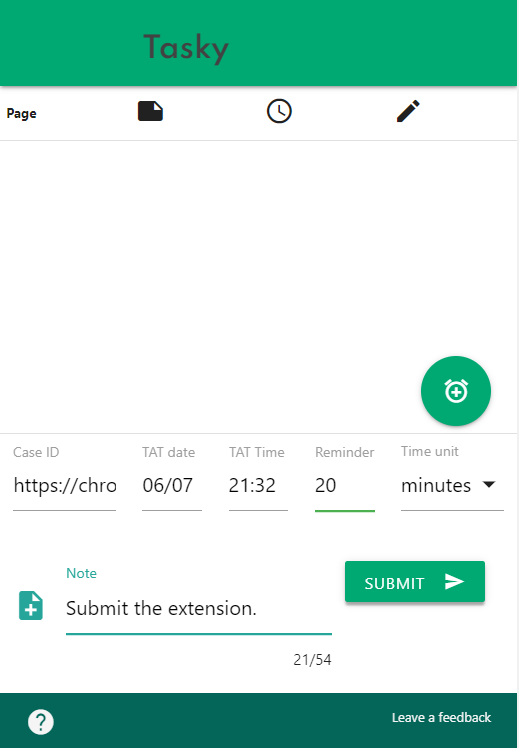 Tasky
Page
Case ID TAT date TAT Time Reminder Time unit
https://chro 06/07 21:32 20 minutes
Note
Submit the extension.
SUBMIT
21/54
? Leave a feedback